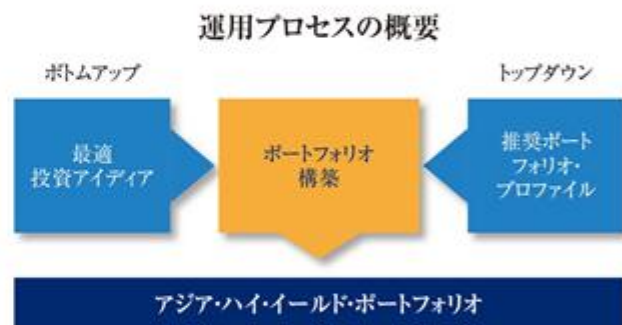 運用プロセスの概要
ボトムアップ
トップダウン
最適
投資アイディア
ポートフォリオ
構築
推奨ポート
フォリオ・
プロファイル
アジア・ハイ・イールド・ポートフォリオ